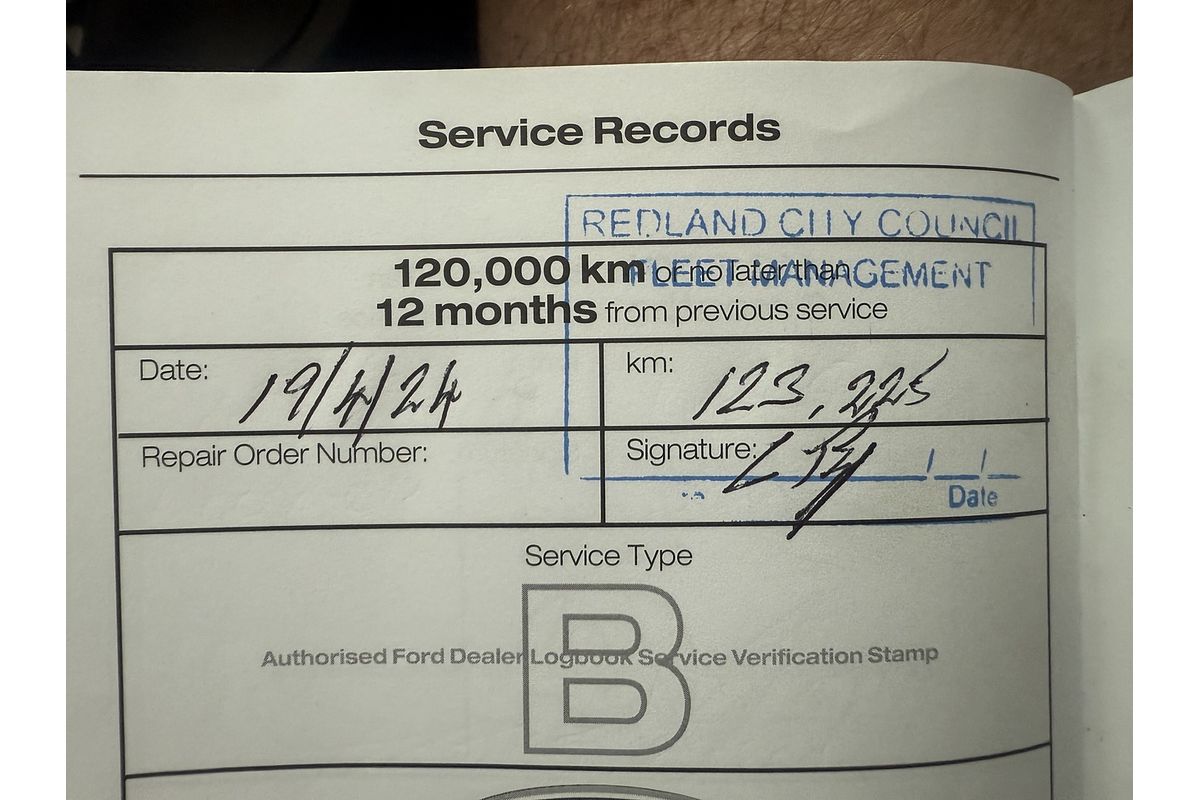 Service Records
REDLAND CITY COUNCIL
FLEET MANAGEMENT
120,000 km or no later than
12 months from previous service
Date: 19/4/24
km: 123,225
Repair Order Number:
Signature:
/ /
Date
Service Type
B
Authorised Ford Dealer Logbook Service Verification Stamp